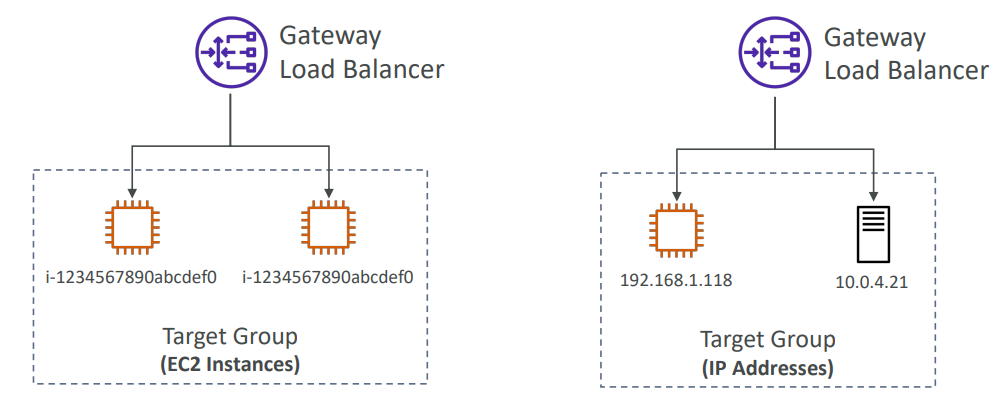 Gateway
Load Balancer
i-1234567890abcdef0
i-1234567890abcdef0
Target Group
(EC2 Instances)
Gateway
Load Balancer
192.168.1.118
10.0.4.21
Target Group
(IP Addresses)